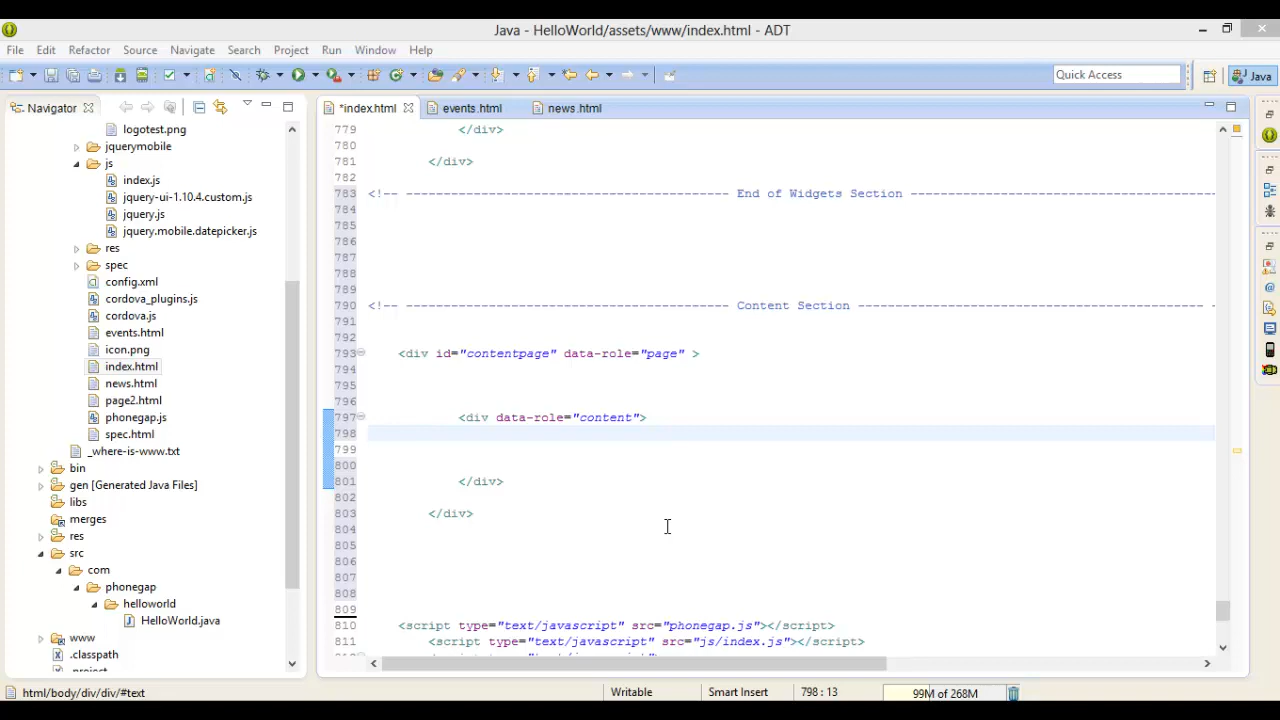 Java - HelloWorld/assets/www/index.html - ADT
File Edit Refactor Source Navigate Search Project Run Window Help
Quick Access
Java
Navigator
*index.html
events.html
news.html
logotest.png
jquerymobile
js
index.js
jquery-ui-1.10.4.custom.js
jquery.js
jquery.mobile.datepicker.js
res
spec
config.xml
cordova_plugins.js
cordova.js
events.html
icon.png
index.html
news.html
page2.html
phonegap.js
spec.html
_where-is-www.txt
bin
gen [Generated Java Files]
libs
merges
res
src
com
phonegap
helloworld
HelloWorld.java
www
.classpath
.project
779 </div>
780
781 </div>
782
783 <!-- ------------------------------------------- End of Widgets Section -----------------------------------------
784
785
786
787
788
789
790 <!-- ------------------------------------------- Content Section ---------------------------------------------- -
791
792
793 <div id="contentpage" data-role="page" >
794
795
796
797 <div data-role="content">
798
799
800
801 </div>
802
803 </div>
804
805
806
807
808
809
810 <script type="text/javascript" src="phonegap.js"></script>
811 <script type="text/javascript" src="js/index.js"></script>
html/body/div/div/#text
Writable
Smart Insert
798 : 13
99M of 268M